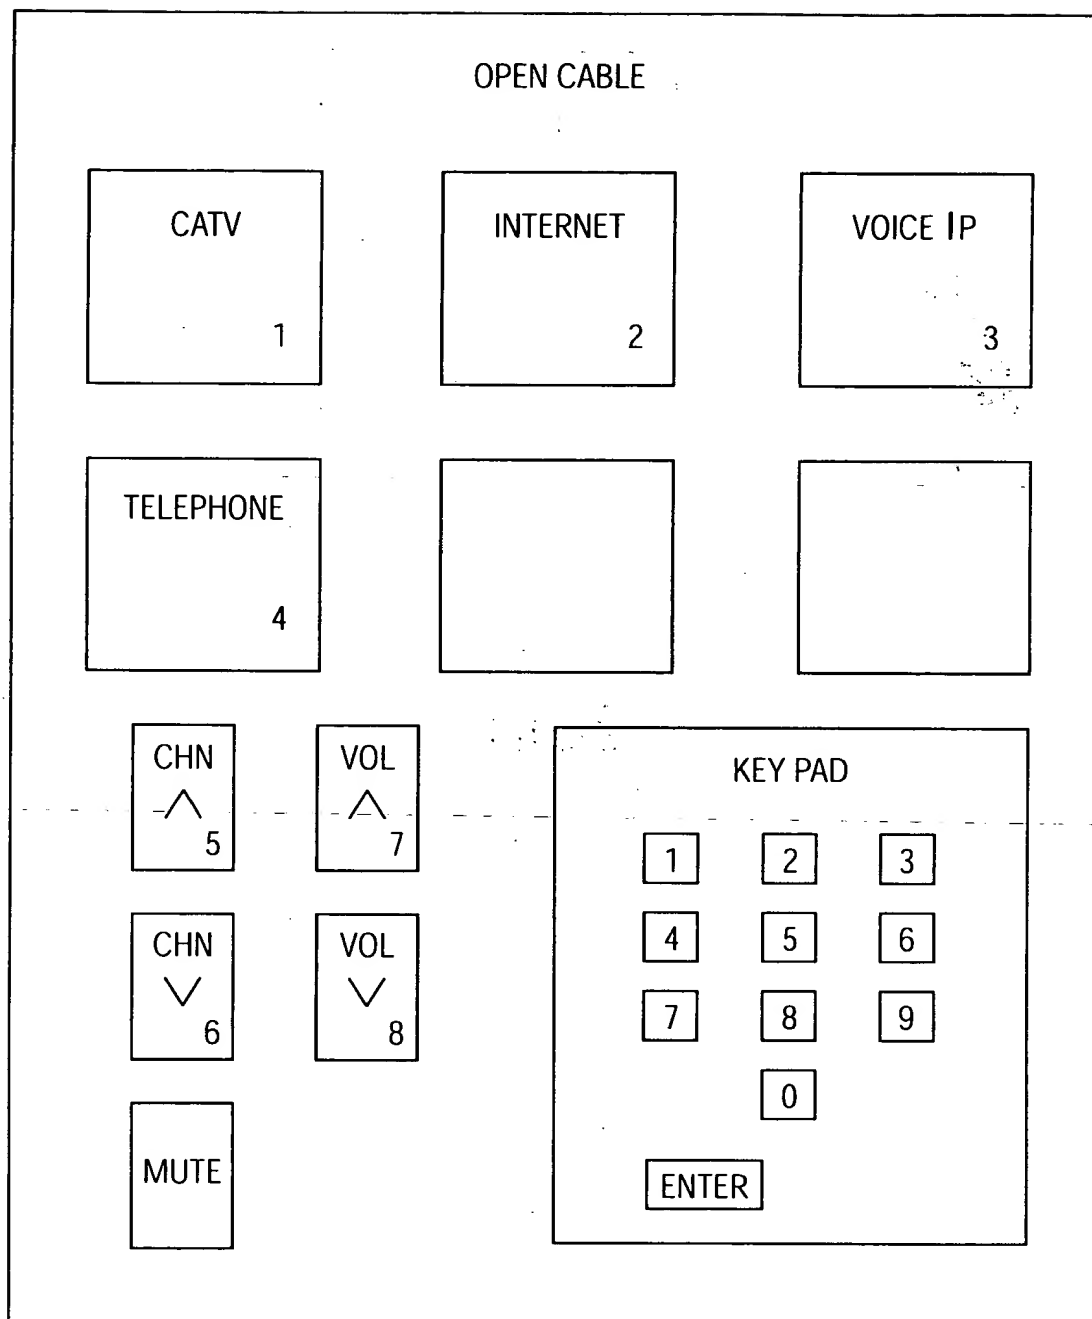 OPEN CABLE
CATV
1
INTERNET
2
VOICE IP
3
TELEPHONE
4
CHN
5
VOL
7
CHN
6
VOL
8
MUTE
KEY PAD
1 2 3
4 5 6
7 8 9
0
ENTER